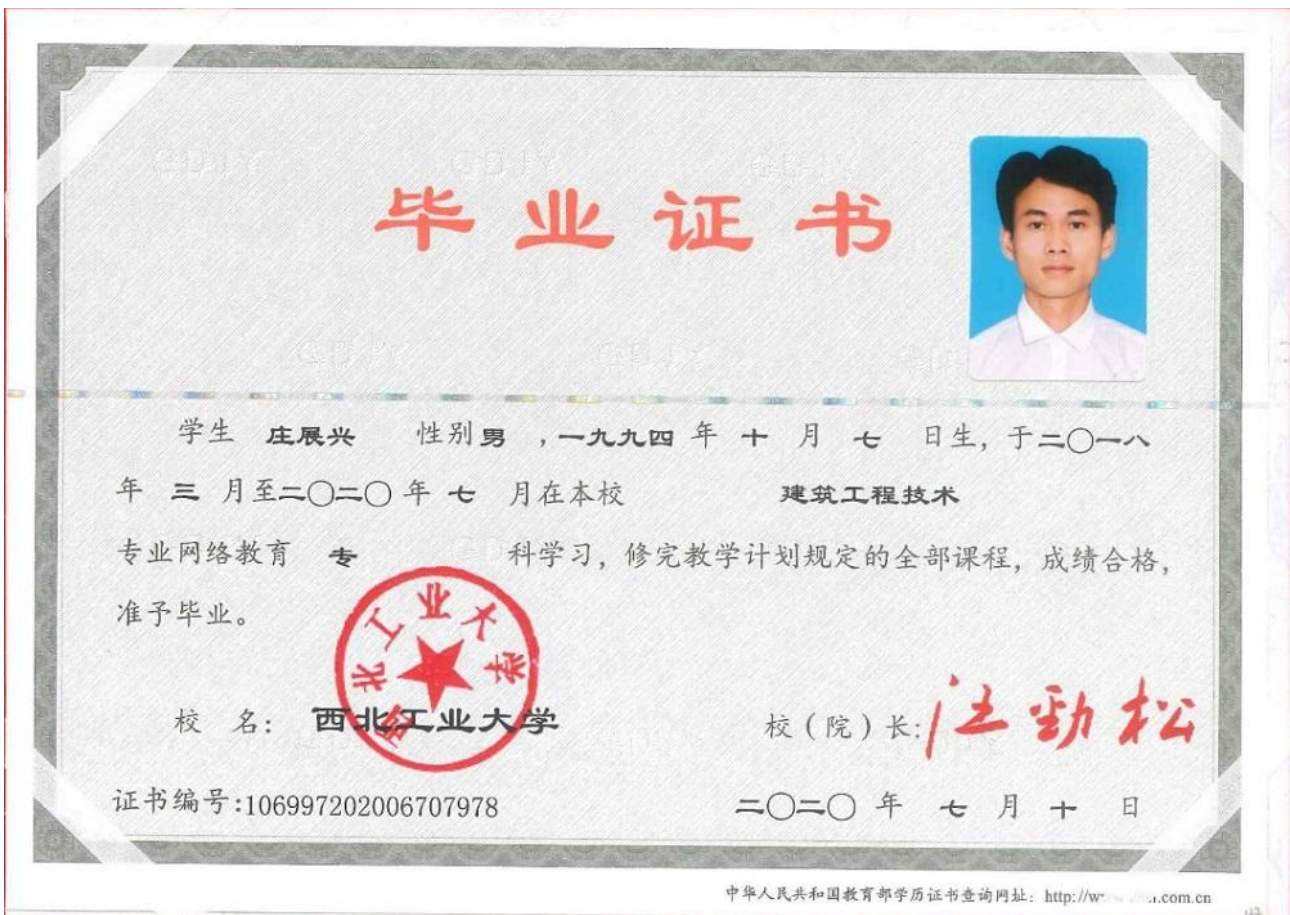 毕业证书
学生 庄展兴 性别男 ,一九九四 年 十 月 七 日生, 于二〇一八
年 三 月至二〇二〇 年 七 月在本校 建筑工程技术
专业网络教育 专 科学习, 修完教学计划规定的全部课程, 成绩合格,
准予毕业。
西北工业大学
校 名: 西北工业大学
校(院)长: 汪劲松
证书编号:106997202006707978
二〇二〇 年 七 月 十 日
中华人民共和国教育部学历证书查询网址: http://w .com.cn